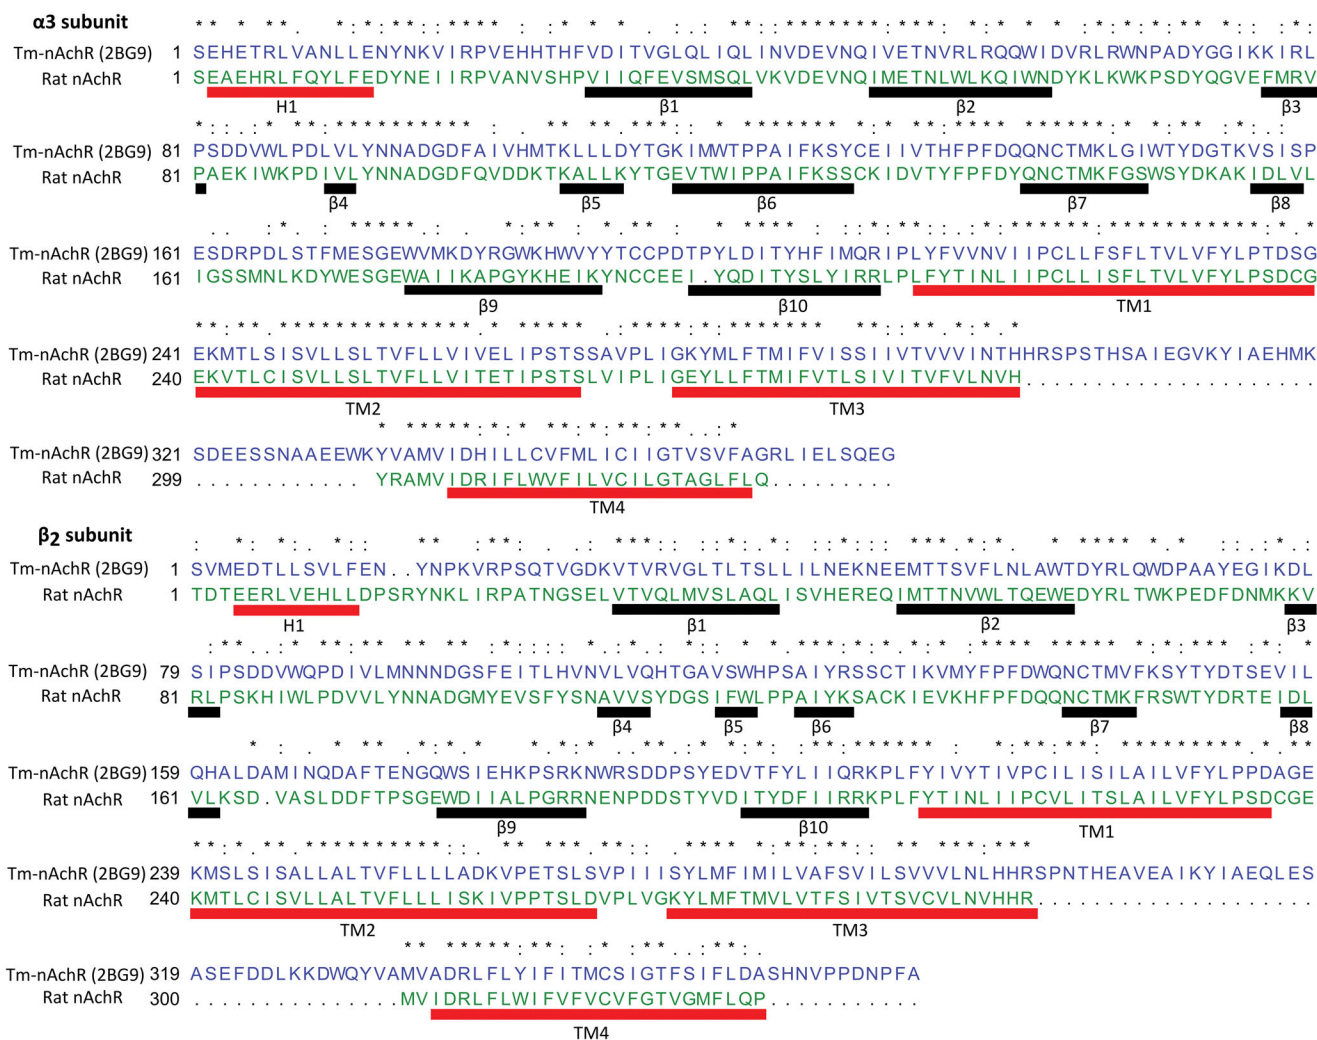 α3 subunit
Tm-nAchR (2BG9) 1 SEHETRLVANLLENYNKVIRPVEHHTHFVDITVGLQLIQLINVDEVNQIVETNVRLRQQWIDVRLRWNPADYGGIKKIRL
Rat nAchR 1 SEAEHRLFQYLFEDYNEIIRPVANVSHPVIIQFEVSMSQLVKVDEVNQIMETNLWLKQIWNDYKLKWKPSDYQGVEFMRV
H1 β1 β2 β3
Tm-nAchR (2BG9) 81 PSDDVWLPDLVLYNNADGDFAIVHMTKLLLDYTGKIMWTPPAIFKSYCEIIVTHFPFDQQNCTMKLGIWTYDGTKVSISP
Rat nAchR 81 PAEKIWKPDIVLYNNADGDFQVDDKTKALLKYTGEVTWIPPAIFKSSCKIDVTYFPFDYQNCTMKFGSWSYDKAKIDLVL
β4 β5 β6 β7 β8
Tm-nAchR (2BG9) 161 ESDRPDLSTFMESGEWVMKDYRGWKHWVYYTCCPDTPYLDITYHFIMQRIPLYFVVNVIIPCLLFSFLTVLVFYLPTDSG
Rat nAchR 161 IGSSMNLKDYWESGEWAIIKAPGYKHEIKYNCCEEI.YQDITYSLYIRRLPLFYTINLIIPCLLISFLTVLVFYLPSDCG
β9 β10 TM1
Tm-nAchR (2BG9) 241 EKMTLSISVLLSLTVFLLVIVELIPSTSSAVPLIGKYMLFTMIFVISSIIVTVVVINTHHRSPSTHSAIEGVKYIAEHMK
Rat nAchR 240 EKVTLCISVLLSLTVFLLVITETIPSTSLVIPLIGEYLLFTMIFVTLSIVITVFVLNVH. . . . . . . . . . . . . . . . . . . . .
TM2 TM3
Tm-nAchR (2BG9) 321 SDEESSNAAEEWKYVAMVIDHILLCVFMLICIIGTVSVFAGRLIELSQEG
Rat nAchR 299 . . . . . . . . . . . . . YRAMVIDRIFLWVFILVCILGTAGLFLQ. . . . . . . . .
TM4
β2 subunit
Tm-nAchR (2BG9) 1 SVMEDTLLSVLFEN..YNPKVRPSQTVGDKVTVRVGLTLTSLLILNEKNEEMTTSVFLNLAWTDYRLQWDPAAYEGIKDL
Rat nAchR 1 TDTEERLVEHLLDPSRYNKLIRPATNGSELVTVQLMVSLAQLISVHEREQIMTTNVWLTQEWEDYRLTWKPEDFDNMKKV
H1 β1 β2 β3
Tm-nAchR (2BG9) 79 SIPSDDVWQPDIVLMNNNDGSFEITLHVNVLVQHTGAVSWHPSAIYRSSCTIKVMYFPFDWQNCTMVFKSYTYDTSEVIL
Rat nAchR 81 RLPSKHIWLPDVVLYNNADGMYEVSFYSNAVVSYDGSIFWLPPAIYKSACKIEVKHFPFDQQNCTMKFRSWTYDRTEIDL
β4 β5 β6 β7 β8
Tm-nAchR (2BG9) 159 QHALDAMINQDAFTENGQWSIEHKPSRKNWRSDDPSYEDVTFYLIIQRKPLFYIVYTIVPCILISILAILVFYLPPDAGE
Rat nAchR 161 VLKSD.VASLDDFTPSGEWDIIALPGRRNENPDDSTYVDITYDFIIRRKPLFYTINLIIPCVLITSLAILVFYLPSDCGE
β9 β10 TM1
Tm-nAchR (2BG9) 239 KMSLSISALLALTVFLLLLADKVPETSLSVPIIISYLMFIMILVAFSVILSVVVLNLHHRSPNTHEAVEAIKYIAEQLES
Rat nAchR 240 KMTLCISVLLALTVFLLLISKIVPPTSLDVPLVGKYLMFTMVLVTFSIVTSVCVLNVHHR. . . . . . . . . . . . . . . . . . . .
TM2 TM3
Tm-nAchR (2BG9) 319 ASEFDDLKKDWQYVAMVADRLFLYIFITMCSIGTFSIFLDASHNVPPDNPFA
Rat nAchR 300 . . . . . . . . . . . . . . . MVIDRLFLWIFVFVCVFGTVGMFLQP. . . . . . . . . . .
TM4